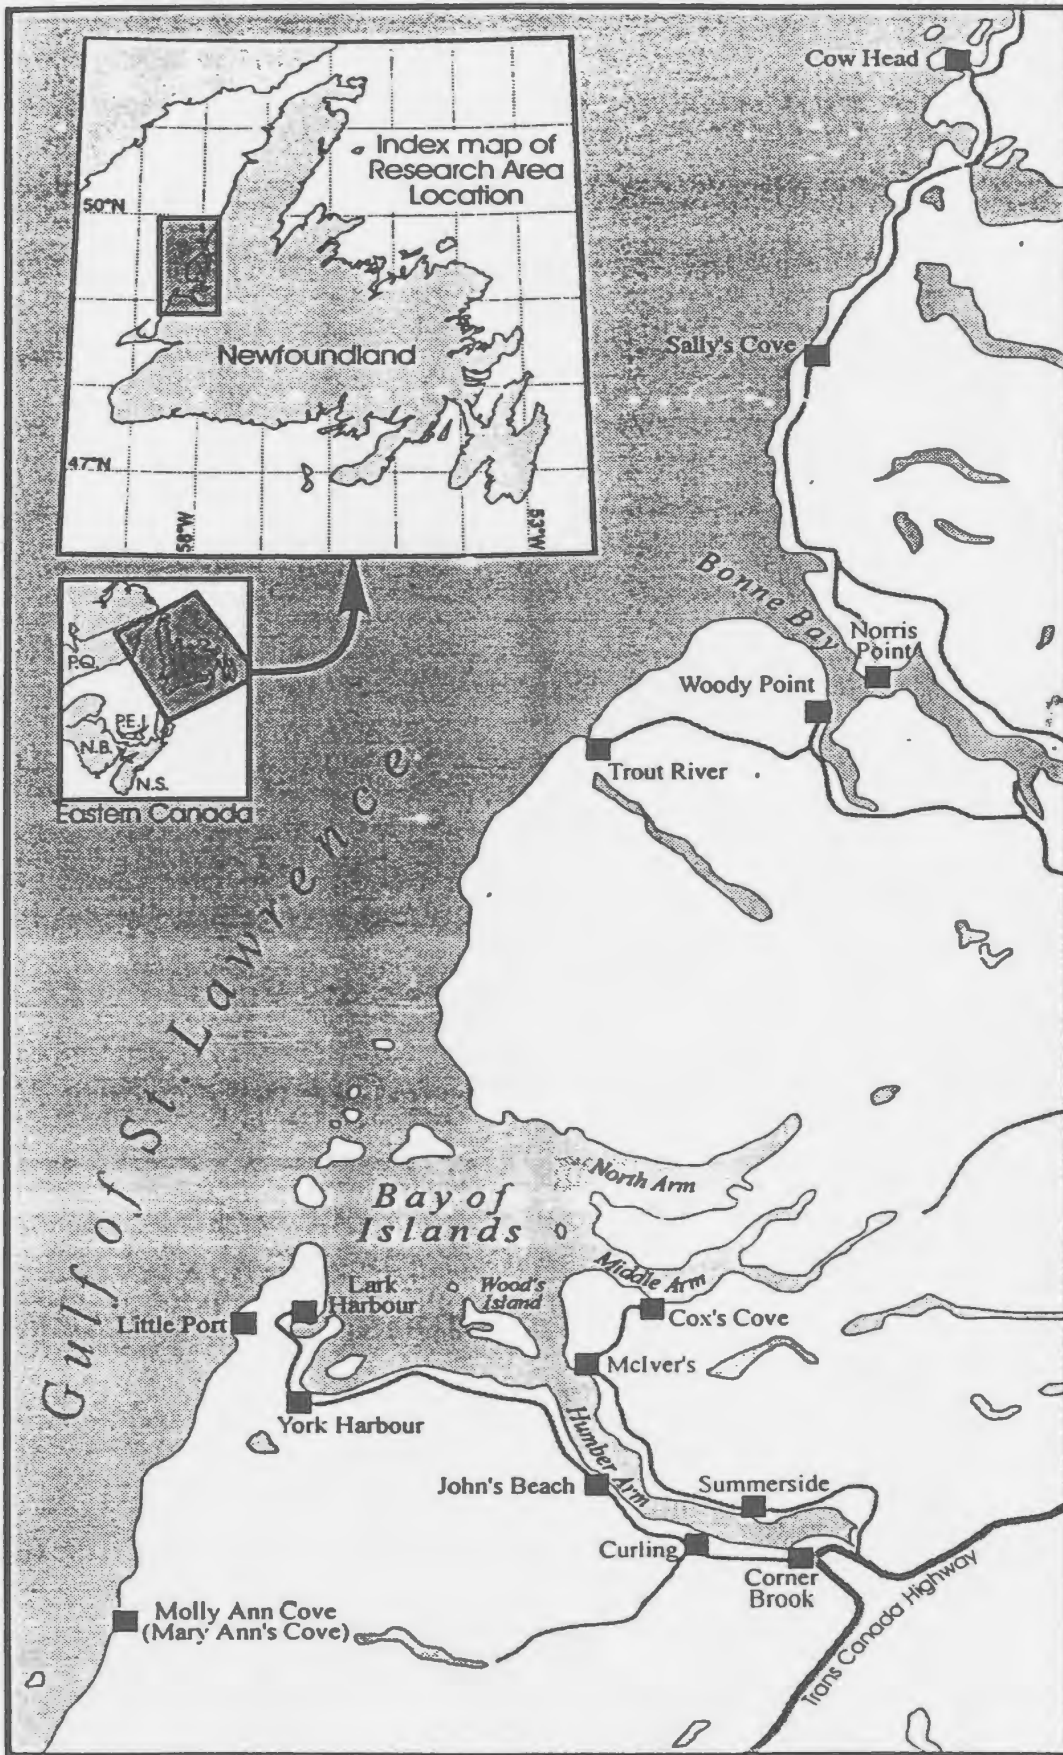 Cow Head
Index map of
Research Area
Location
50°N
Newfoundland
47°N
59°W
53°W
Sally's Cove
Bonne Bay
Norris
Point
Woody Point
Trout River
P.Q.
P.E.I.
N.B.
N.S.
Eastern Canada
Gulf of St. Lawrence
North Arm
Bay of
Islands
Middle Arm
Wood's
Island
Lark
Harbour
Little Port
Cox's Cove
McIver's
York Harbour
Humber Arm
John's Beach
Summerside
Curling
Corner
Brook
Trans Canada Highway
Molly Ann Cove
(Mary Ann's Cove)